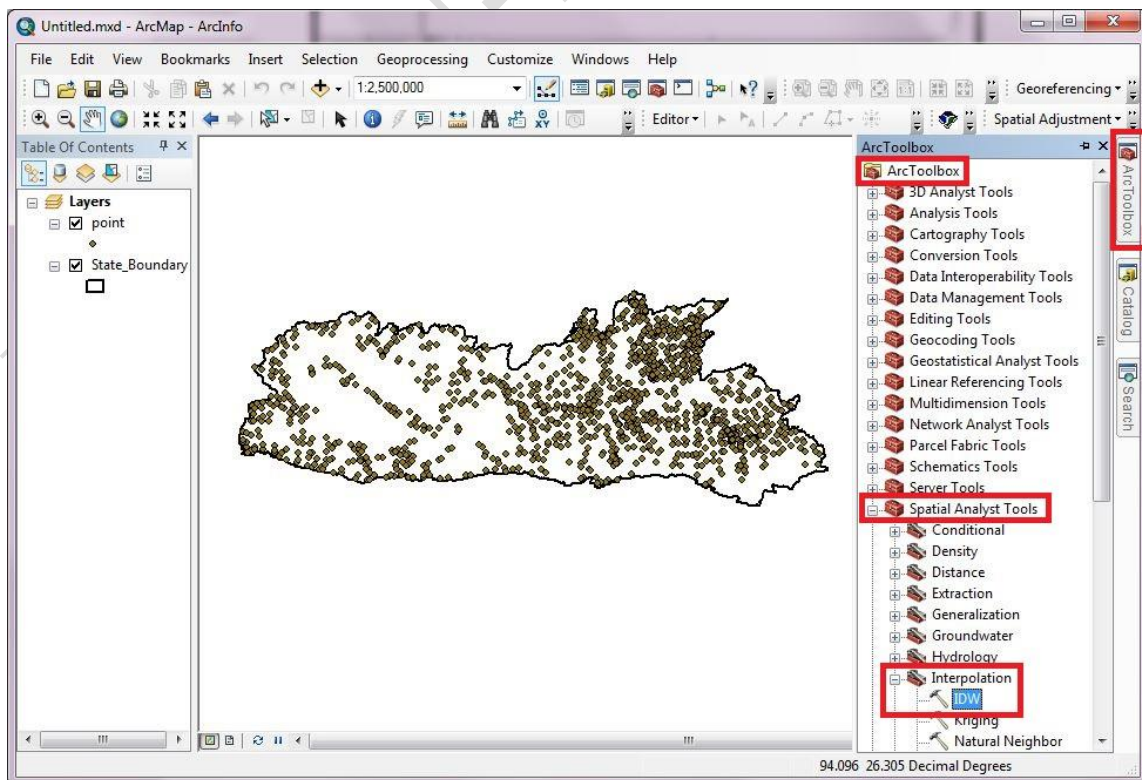 Untitled.mxd - ArcMap - ArcInfo
File Edit View Bookmarks Insert Selection Geoprocessing Customize Windows Help
1:2,500,000
Georeferencing
Editor
Spatial Adjustment
Table Of Contents
Layers
point
State_Boundary
ArcToolbox
ArcToolbox
3D Analyst Tools
Analysis Tools
Cartography Tools
Conversion Tools
Data Interoperability Tools
Data Management Tools
Editing Tools
Geocoding Tools
Geostatistical Analyst Tools
Linear Referencing Tools
Multidimension Tools
Network Analyst Tools
Parcel Fabric Tools
Schematics Tools
Server Tools
Spatial Analyst Tools
Conditional
Density
Distance
Extraction
Generalization
Groundwater
Hydrology
Interpolation
IDW
Kriging
Natural Neighbor
ArcToolbox
Catalog
Search
94.096 26.305 Decimal Degrees